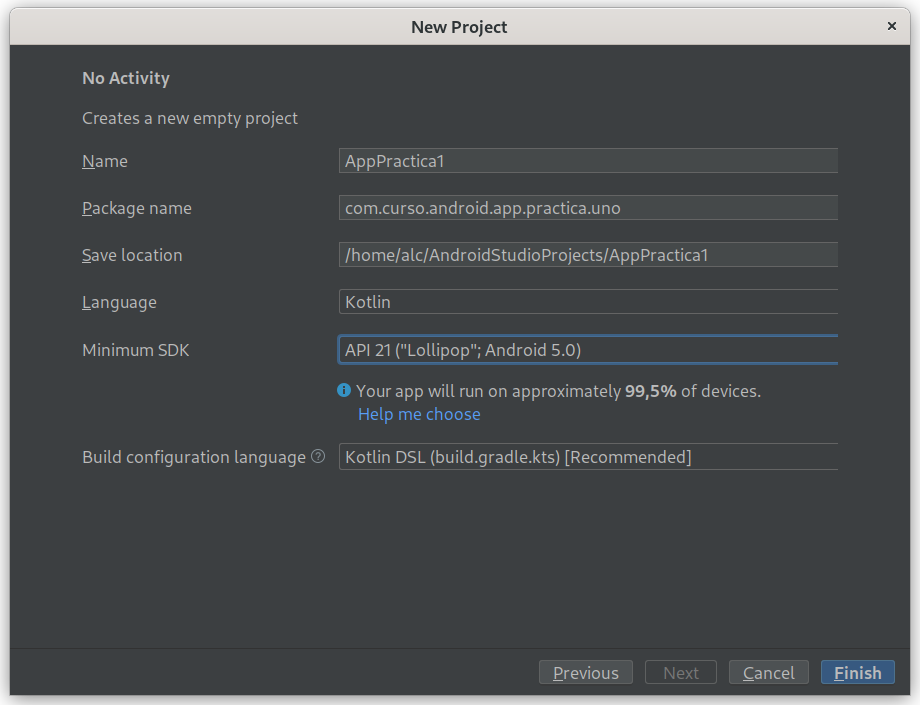 New Project
No Activity
Creates a new empty project
Name AppPractica1
Package name com.curso.android.app.practica.uno
Save location /home/alc/AndroidStudioProjects/AppPractica1
Language Kotlin
Minimum SDK API 21 ("Lollipop"; Android 5.0)
Your app will run on approximately 99,5% of devices.
Help me choose
Build configuration language Kotlin DSL (build.gradle.kts) [Recommended]
Previous Next Cancel Finish